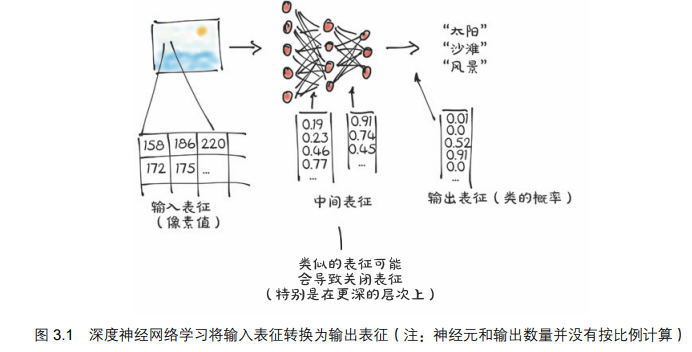 “太阳”
“沙滩”
“风景”
158 186 220
172 175 ...
0.19
0.23
0.46
0.77
...
0.91
0.74
0.45
...
0.01
0.0
0.52
0.91
0.0
...
输入表征
（像素值）
中间表征
输出表征（类的概率）
类似的表征可能
会导致关闭表征
（特别是在更深的层次上）
图 3.1 深度神经网络学习将输入表征转换为输出表征（注：神经元和输出数量并没有按比例计算）